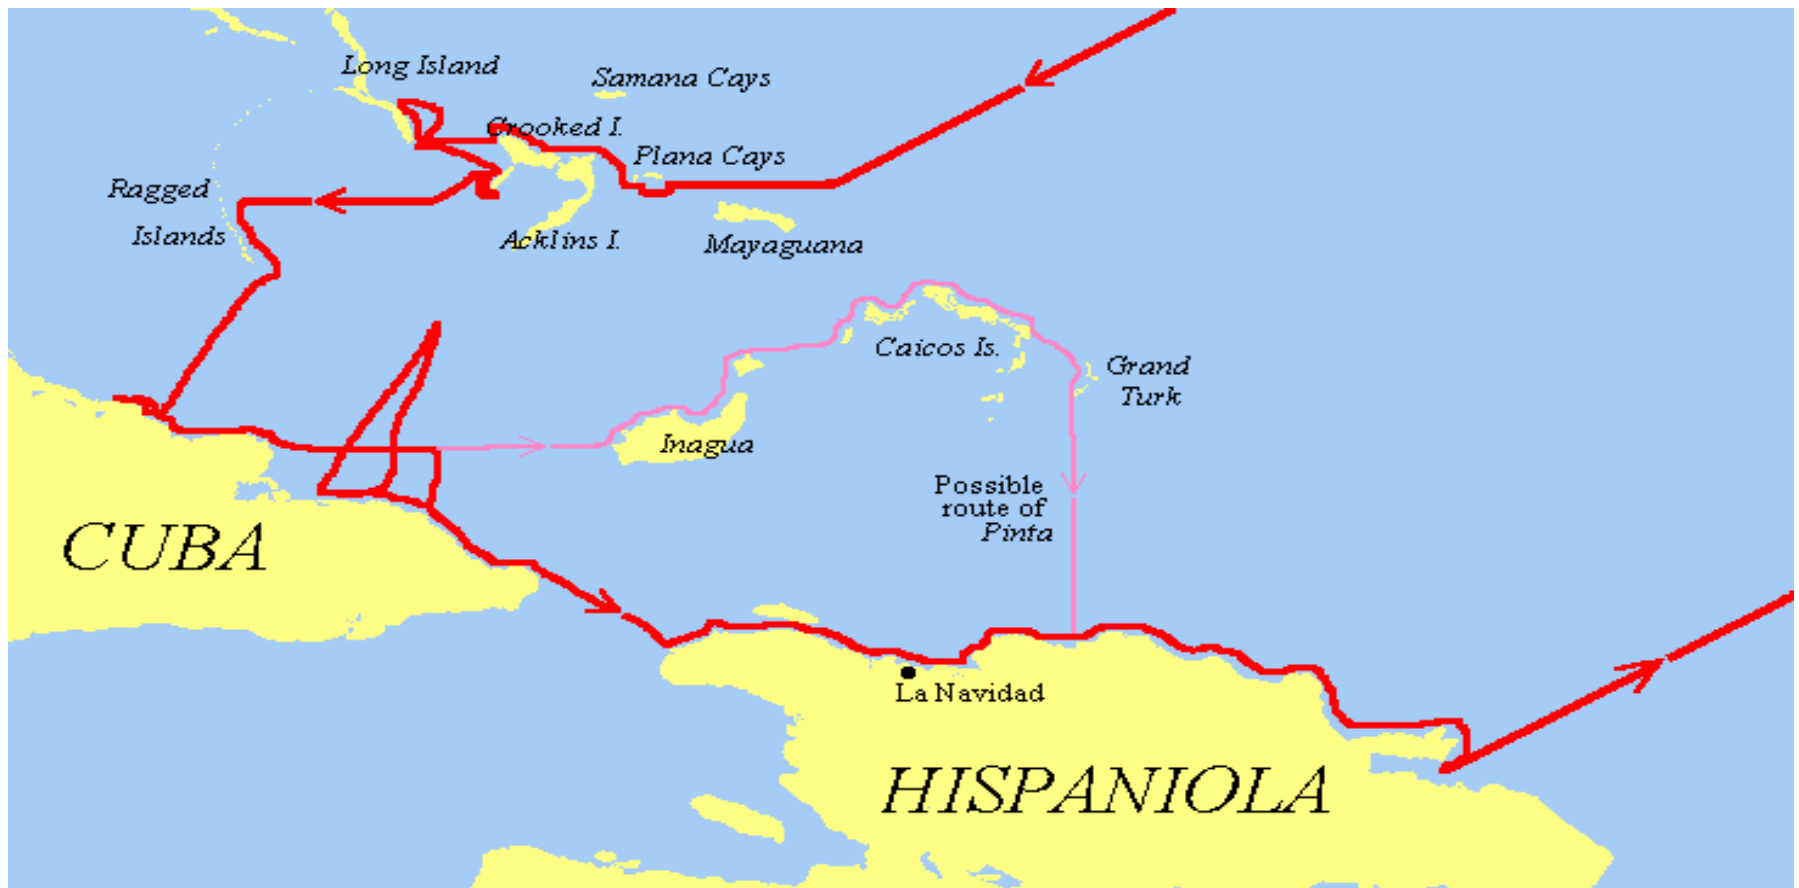 Long Island
Samana Cays
Crooked I.
Plana Cays
Ragged
Islands
Acklins I.
Mayaguana
Caicos Is.
Grand
Turk
Inagua
Possible
route of
Pinta
CUBA
La Navidad
HISPANIOLA